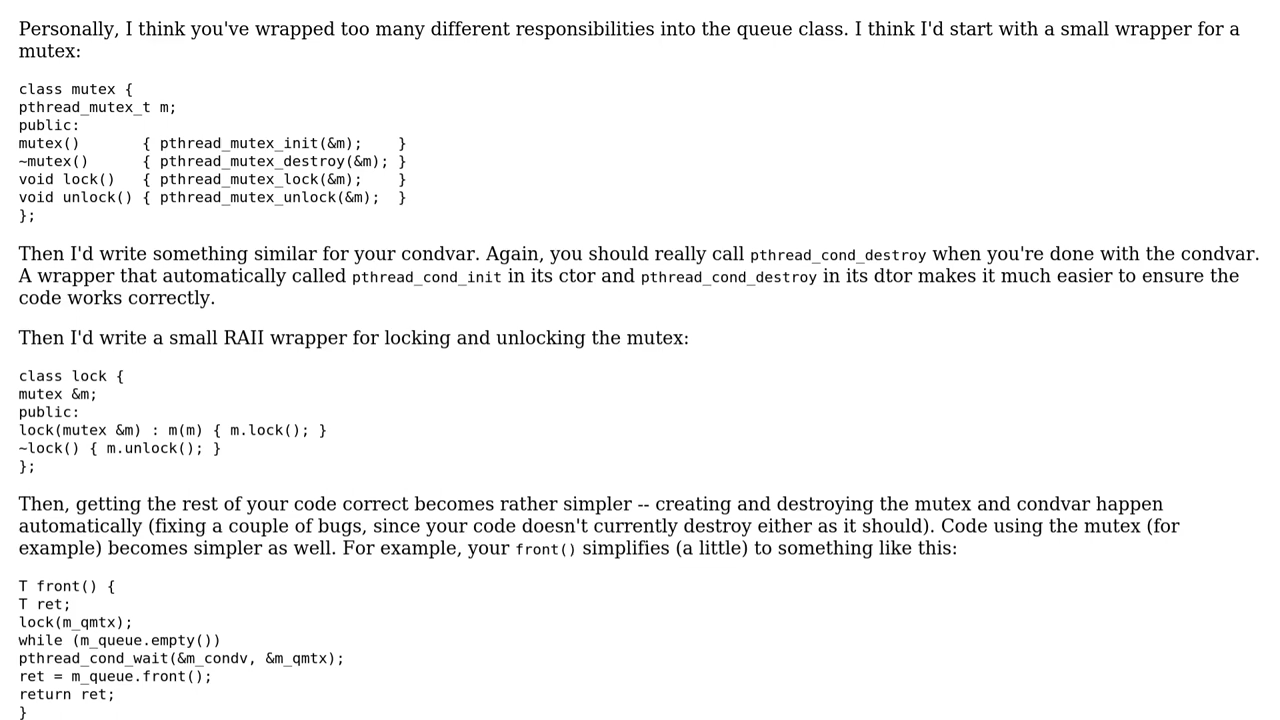 Personally, I think you've wrapped too many different responsibilities into the queue class. I think I'd start with a small wrapper for a
mutex:
class mutex {
pthread_mutex_t m;
public:
mutex()       { pthread_mutex_init(&m);    }
~mutex()      { pthread_mutex_destroy(&m); }
void lock()   { pthread_mutex_lock(&m);    }
void unlock() { pthread_mutex_unlock(&m);  }
};
Then I'd write something similar for your condvar. Again, you should really call pthread_cond_destroy when you're done with the condvar.
A wrapper that automatically called pthread_cond_init in its ctor and pthread_cond_destroy in its dtor makes it much easier to ensure the
code works correctly.
Then I'd write a small RAII wrapper for locking and unlocking the mutex:
class lock {
mutex &m;
public:
lock(mutex &m) : m(m) { m.lock(); }
~lock() { m.unlock(); }
};
Then, getting the rest of your code correct becomes rather simpler -- creating and destroying the mutex and condvar happen
automatically (fixing a couple of bugs, since your code doesn't currently destroy either as it should). Code using the mutex (for
example) becomes simpler as well. For example, your front() simplifies (a little) to something like this:
T front() {
T ret;
lock(m_qmtx);
while (m_queue.empty())
pthread_cond_wait(&m_condv, &m_qmtx);
ret = m_queue.front();
return ret;
}